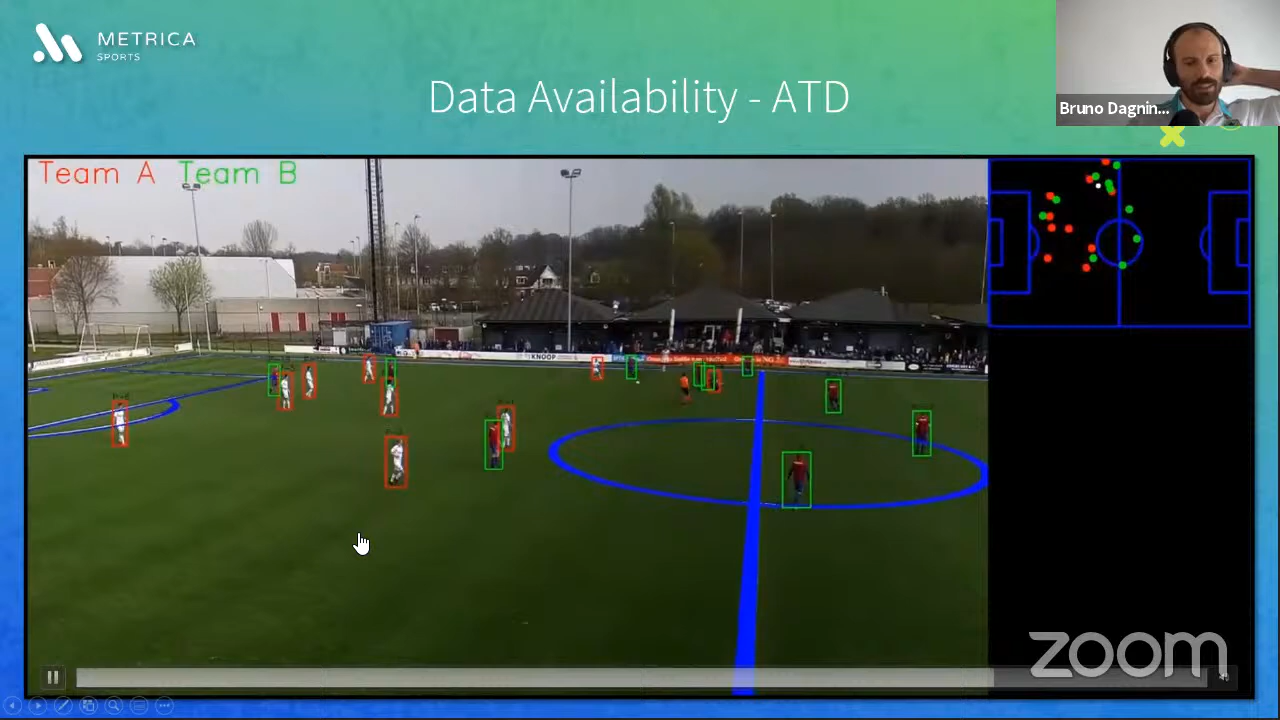 METRICA
SPORTS
Data Availability - ATD
Bruno Dagnin...
Team A Team B
KNOOP
zoom